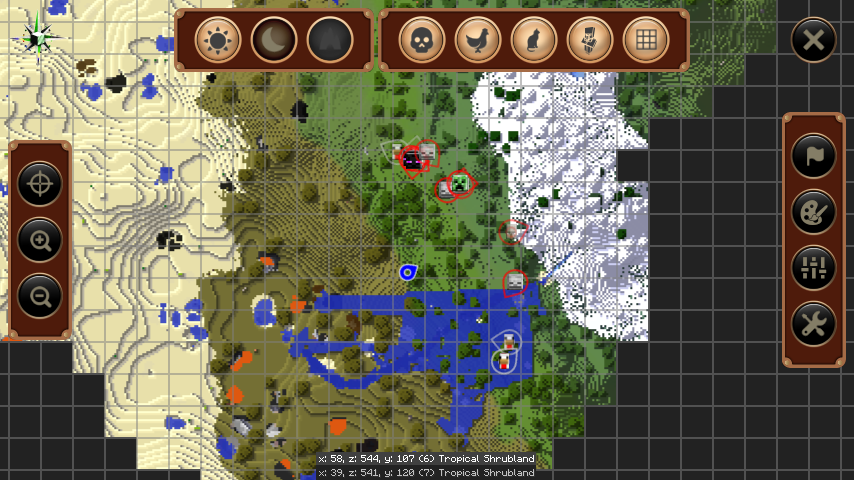 x: 58, z: 544, y: 107 (6) Tropical Shrubland
x: 39, z: 541, y: 120 (7) Tropical Shrubland